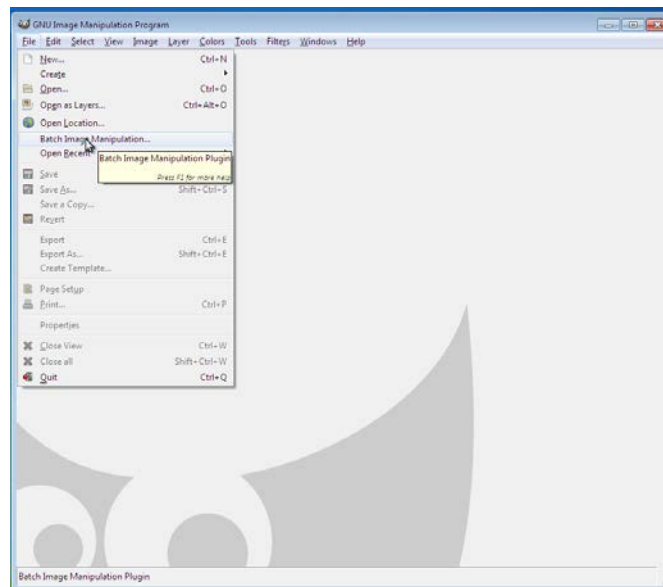 GNU Image Manipulation Program
File Edit Select View Image Layer Colors Tools Filters Windows Help
New... Ctrl+N
Create
Open... Ctrl+O
Open as Layers... Ctrl+Alt+O
Open Location...
Batch Image Manipulation...
Open Recent
Batch Image Manipulation Plugin
Press F1 for more help
Save
Save As... Shift+Ctrl+S
Save a Copy...
Revert
Export Ctrl+E
Export As... Shift+Ctrl+E
Create Template...
Page Setup
Print... Ctrl+P
Properties
Close View Ctrl+W
Close all Shift+Ctrl+W
Quit Ctrl+Q
Batch Image Manipulation Plugin